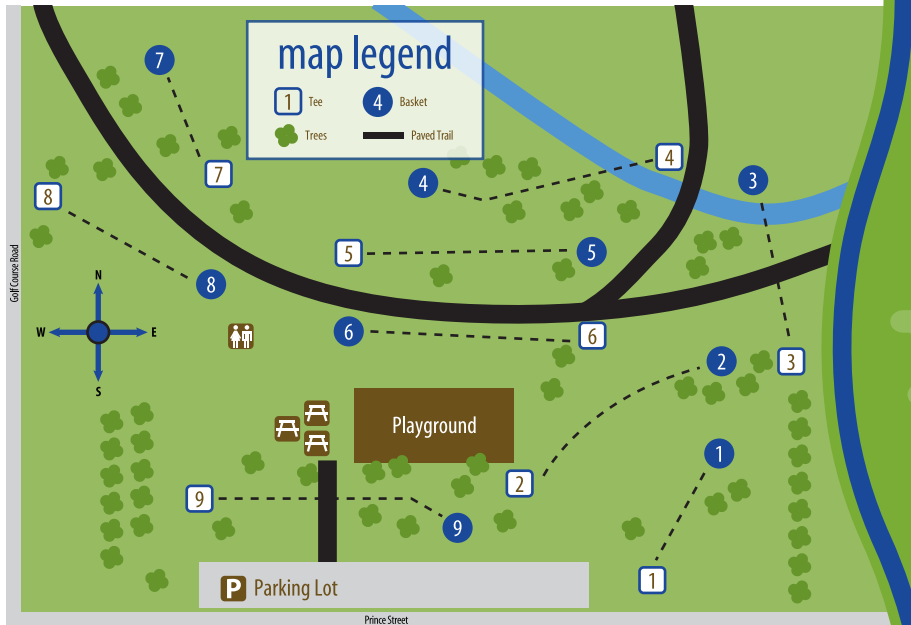 map legend
1 Tee
4 Basket
Trees
Paved Trail
7
7
8
8
4
4
3
5
5
6
6
3
2
2
1
1
9
9
N
W E
S
Golf Course Road
Playground
P Parking Lot
Prince Street